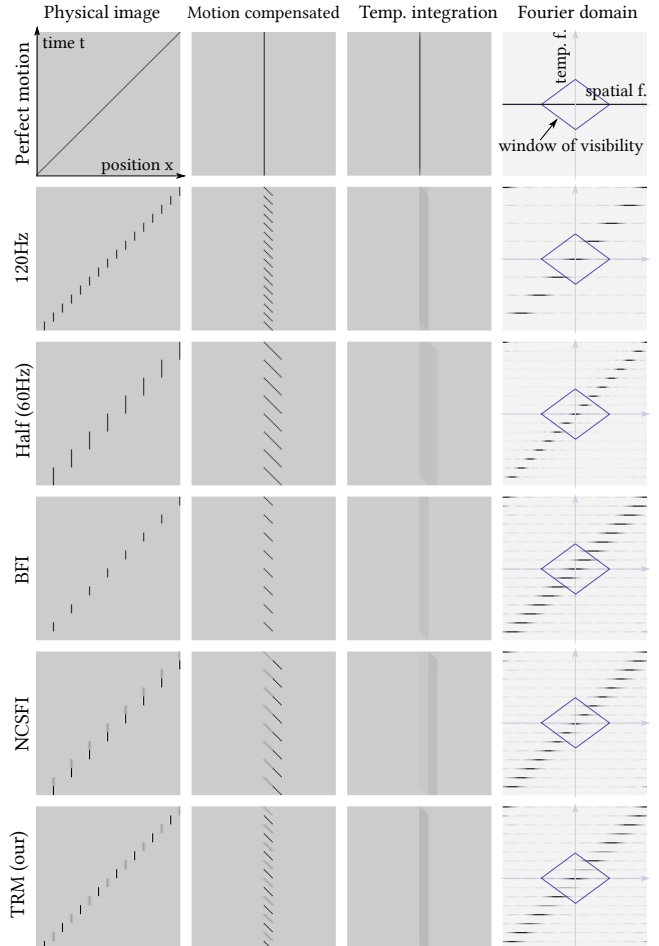 Physical image
Motion compensated
Temp. integration
Fourier domain
Perfect motion
time t
position x
temp. f.
spatial f.
window of visibility
120Hz
Half (60Hz)
BFI
NCSFI
TRM (our)